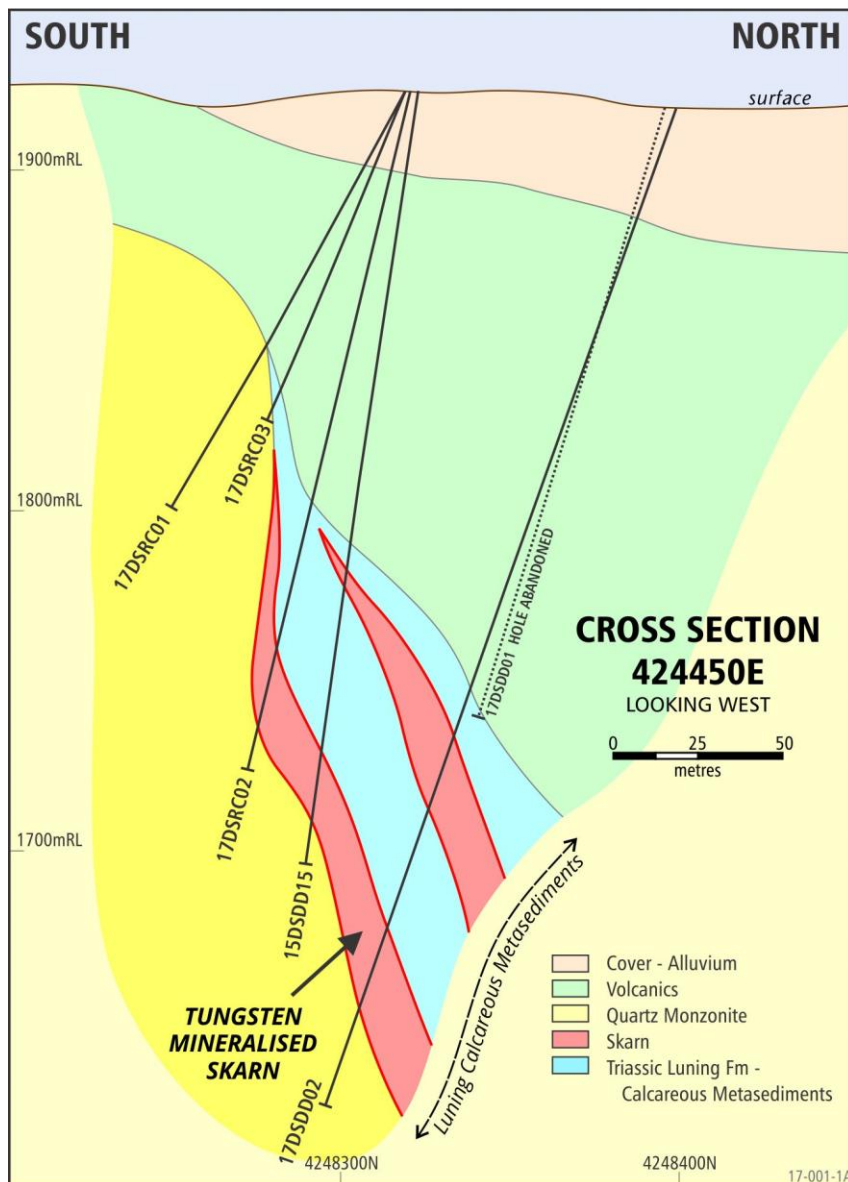 SOUTH
NORTH
surface
1900mRL
1800mRL
1700mRL
17DSRC01
17DSRC03
17DSRC02
15DSDD15
17DSDD02
17DSDD01 HOLE ABANDONED
CROSS SECTION
424450E
LOOKING WEST
0 25 50
metres
TUNGSTEN
MINERALISED
SKARN
Luning Calcareous Metasediments
Cover - Alluvium
Volcanics
Quartz Monzonite
Skarn
Triassic Luning Fm -
Calcareous Metasediments
4248300N
4248400N
17-001-1A